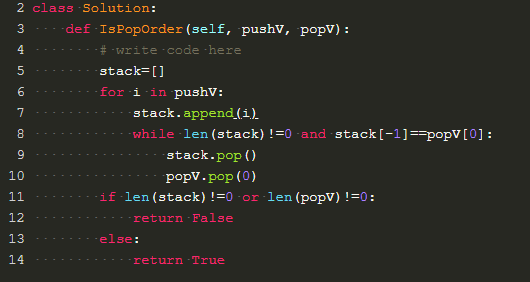 2 class Solution:
3     def IsPopOrder(self, pushV, popV):
4         # write code here
5         stack=[]
6         for i in pushV:
7             stack.append(i)
8             while len(stack)!=0 and stack[-1]==popV[0]:
9                 stack.pop()
10                 popV.pop(0)
11         if len(stack)!=0 or len(popV)!=0:
12             return False
13         else:
14             return True